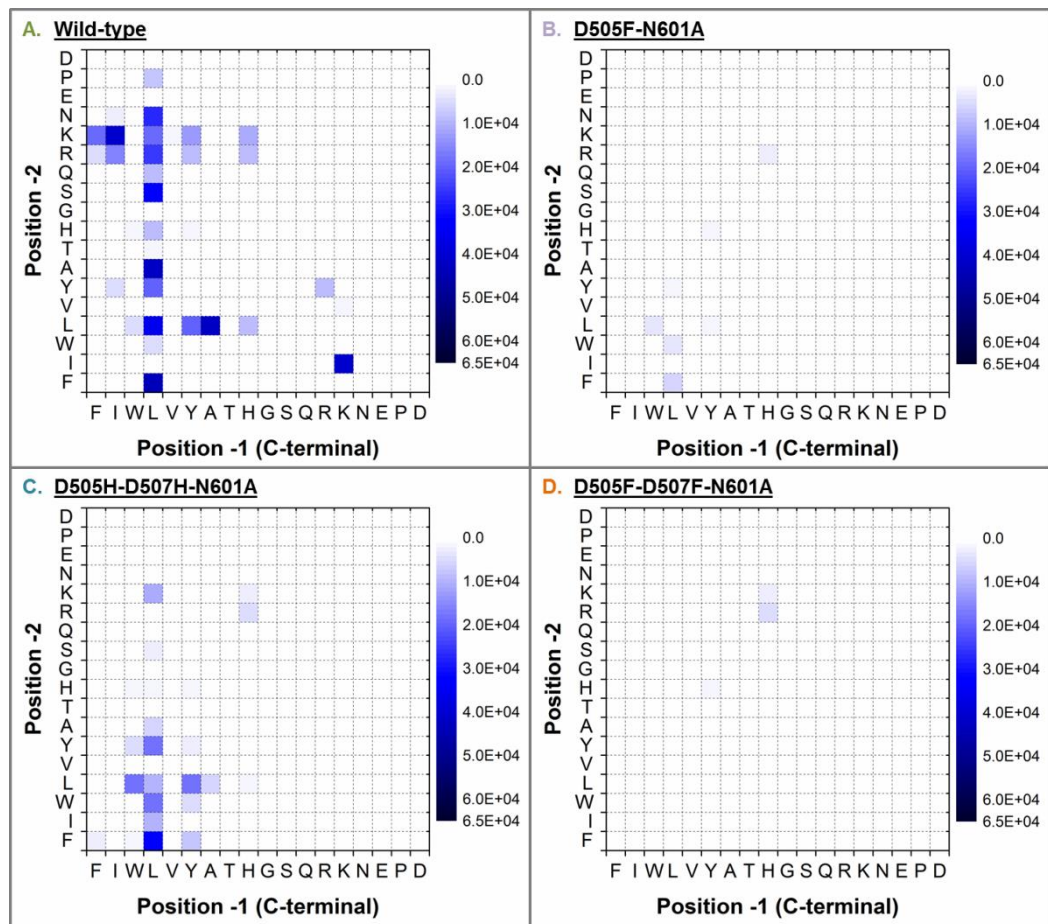 A. Wild-type
D
P
E
N
K
R
Q
S
G
H
T
A
Y
V
L
W
I
F
Position -2
F I W L V Y A T H G S Q R K N E P D
Position -1 (C-terminal)
0.0
1.0E+04
2.0E+04
3.0E+04
4.0E+04
5.0E+04
6.0E+04
6.5E+04
B. D505F-N601A
D
P
E
N
K
R
Q
S
G
H
T
A
Y
V
L
W
I
F
Position -2
F I W L V Y A T H G S Q R K N E P D
Position -1 (C-terminal)
0.0
1.0E+04
2.0E+04
3.0E+04
4.0E+04
5.0E+04
6.0E+04
6.5E+04
C. D505H-D507H-N601A
D
P
E
N
K
R
Q
S
G
H
T
A
Y
V
L
W
I
F
Position -2
F I W L V Y A T H G S Q R K N E P D
Position -1 (C-terminal)
0.0
1.0E+04
2.0E+04
3.0E+04
4.0E+04
5.0E+04
6.0E+04
6.5E+04
D. D505F-D507F-N601A
D
P
E
N
K
R
Q
S
G
H
T
A
Y
V
L
W
I
F
Position -2
F I W L V Y A T H G S Q R K N E P D
Position -1 (C-terminal)
0.0
1.0E+04
2.0E+04
3.0E+04
4.0E+04
5.0E+04
6.0E+04
6.5E+04